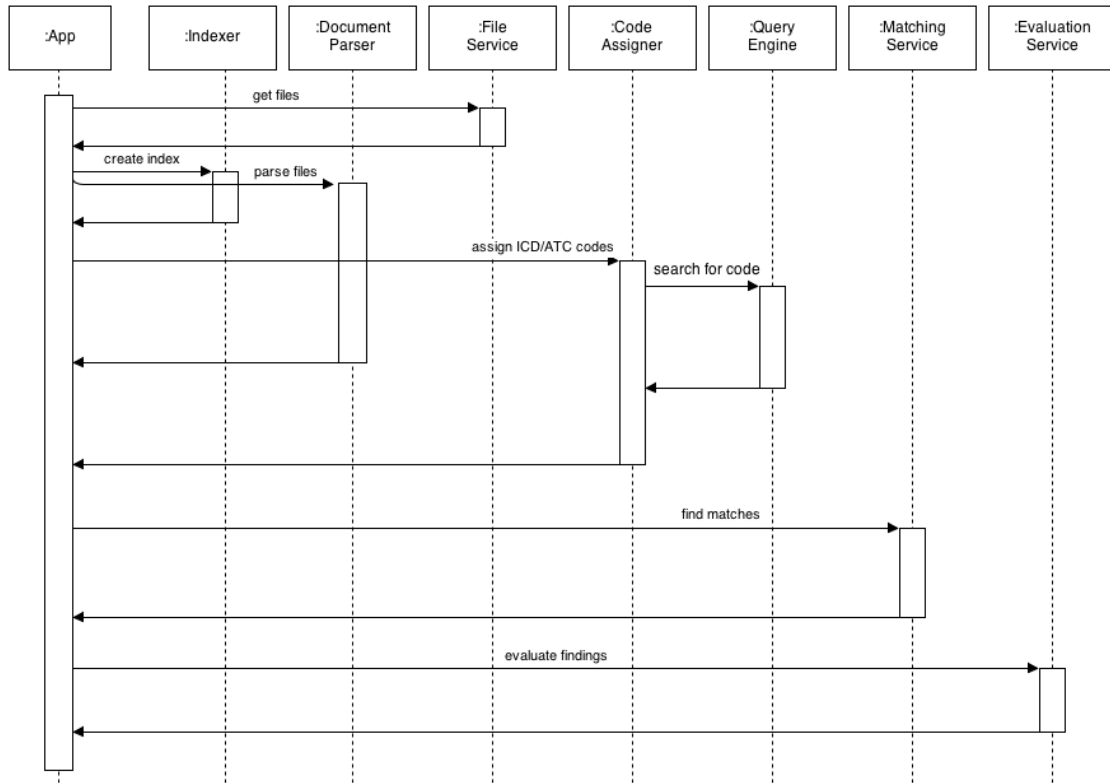 :App
:Indexer
:Document
Parser
:File
Service
:Code
Assigner
:Query
Engine
:Matching
Service
:Evaluation
Service
get files
create index
parse files
assign ICD/ATC codes
search for code
find matches
evaluate findings